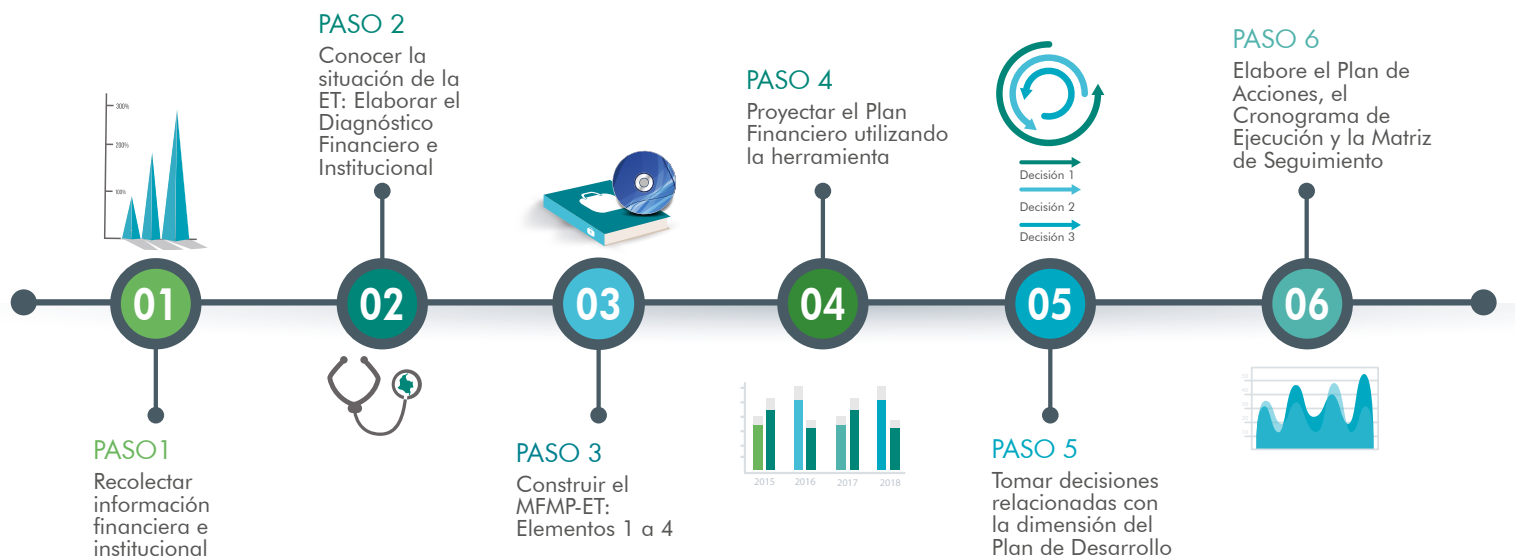 PASO 2
Conocer la
situación de la
ET: Elaborar el
Diagnóstico
Financiero e
Institucional
PASO 4
Proyectar el Plan
Financiero utilizando
la herramienta
PASO 6
Elabore el Plan de
Acciones, el
Cronograma de
Ejecución y la Matriz
de Seguimiento
300%
200%
100%
Decisión 1
Decisión 2
Decisión 3
01
02
03
04
05
06
PASO1
Recolectar
información
financiera e
institucional
PASO 3
Construir el
MFMP-ET:
Elementos 1 a 4
2015 2016 2017 2018
PASO 5
Tomar decisiones
relacionadas con
la dimensión del
Plan de Desarrollo